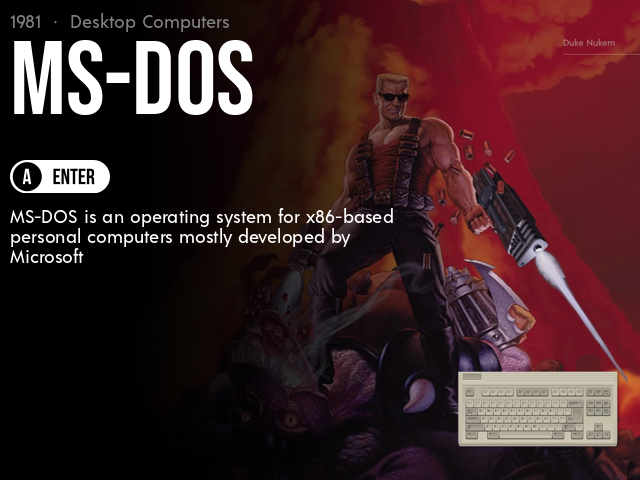 1981 · Desktop Computers
Duke Nukem
MS-DOS
A ENTER
MS-DOS is an operating system for x86-based
personal computers mostly developed by
Microsoft